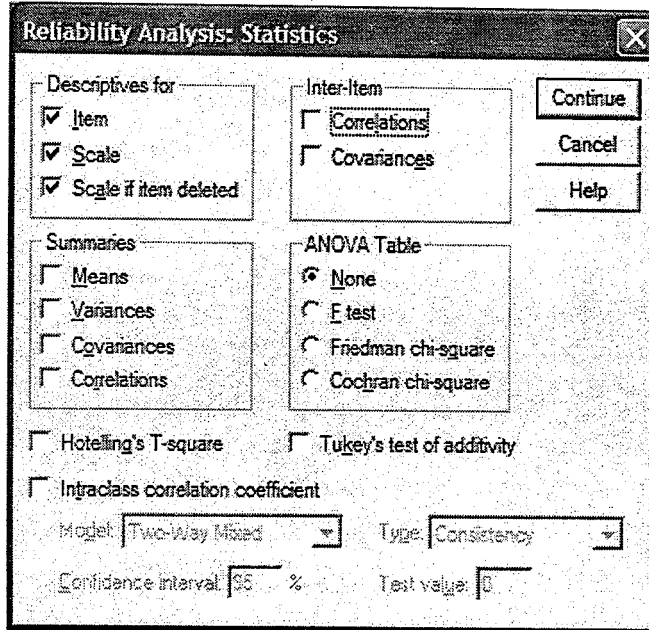 Reliability Analysis: Statistics
Descriptives for
Item
Scale
Scale if item deleted
Inter-Item
Correlations
Covariances
Continue
Cancel
Help
Summaries
Means
Variances
Covariances
Correlations
ANOVA Table
None
F test
Friedman chi-square
Cochran chi-square
Hotelling's T-square
Tukey's test of additivity
Intraclass correlation coefficient
Model: Two-Way Mixed
Type: Consistency
Confidence interval: 95 %
Test value: 0